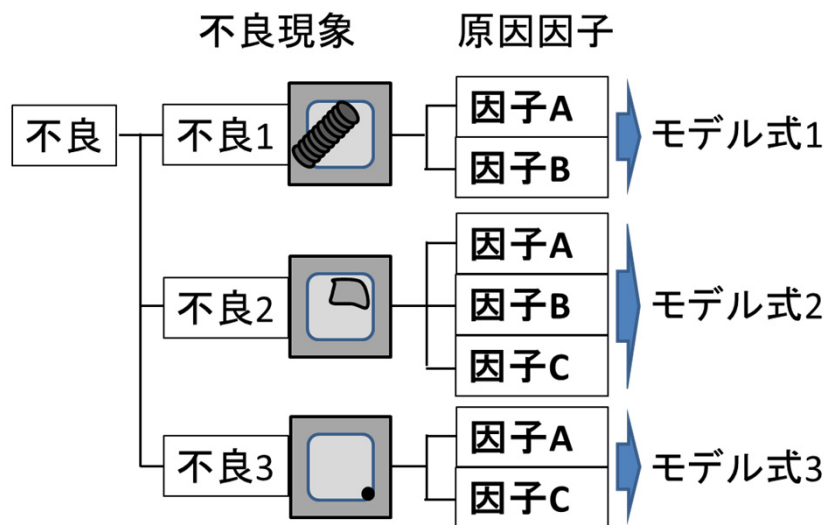 不良現象
原因因子
不良
不良1
因子A
因子B
モデル式1
不良2
因子A
因子B
因子C
モデル式2
不良3
因子A
因子C
モデル式3